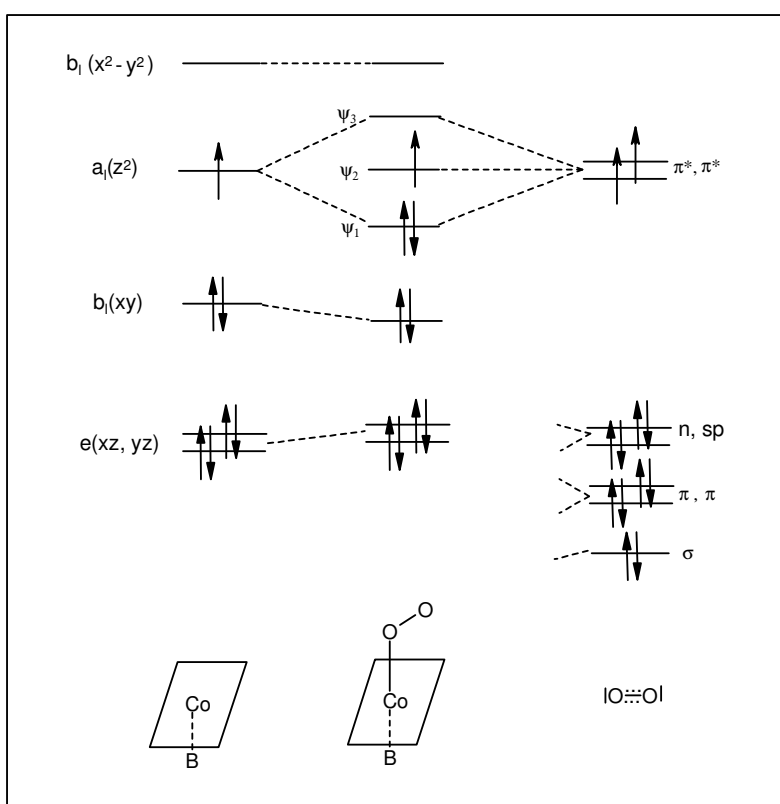 b₁ (x² - y²)
ψ₃
a₁(z²)
ψ₂
π*, π*
ψ₁
b₁(xy)
e(xz, yz)
n, sp
π , π
σ
O
O
Co
Co
B
B
|O⋯O|